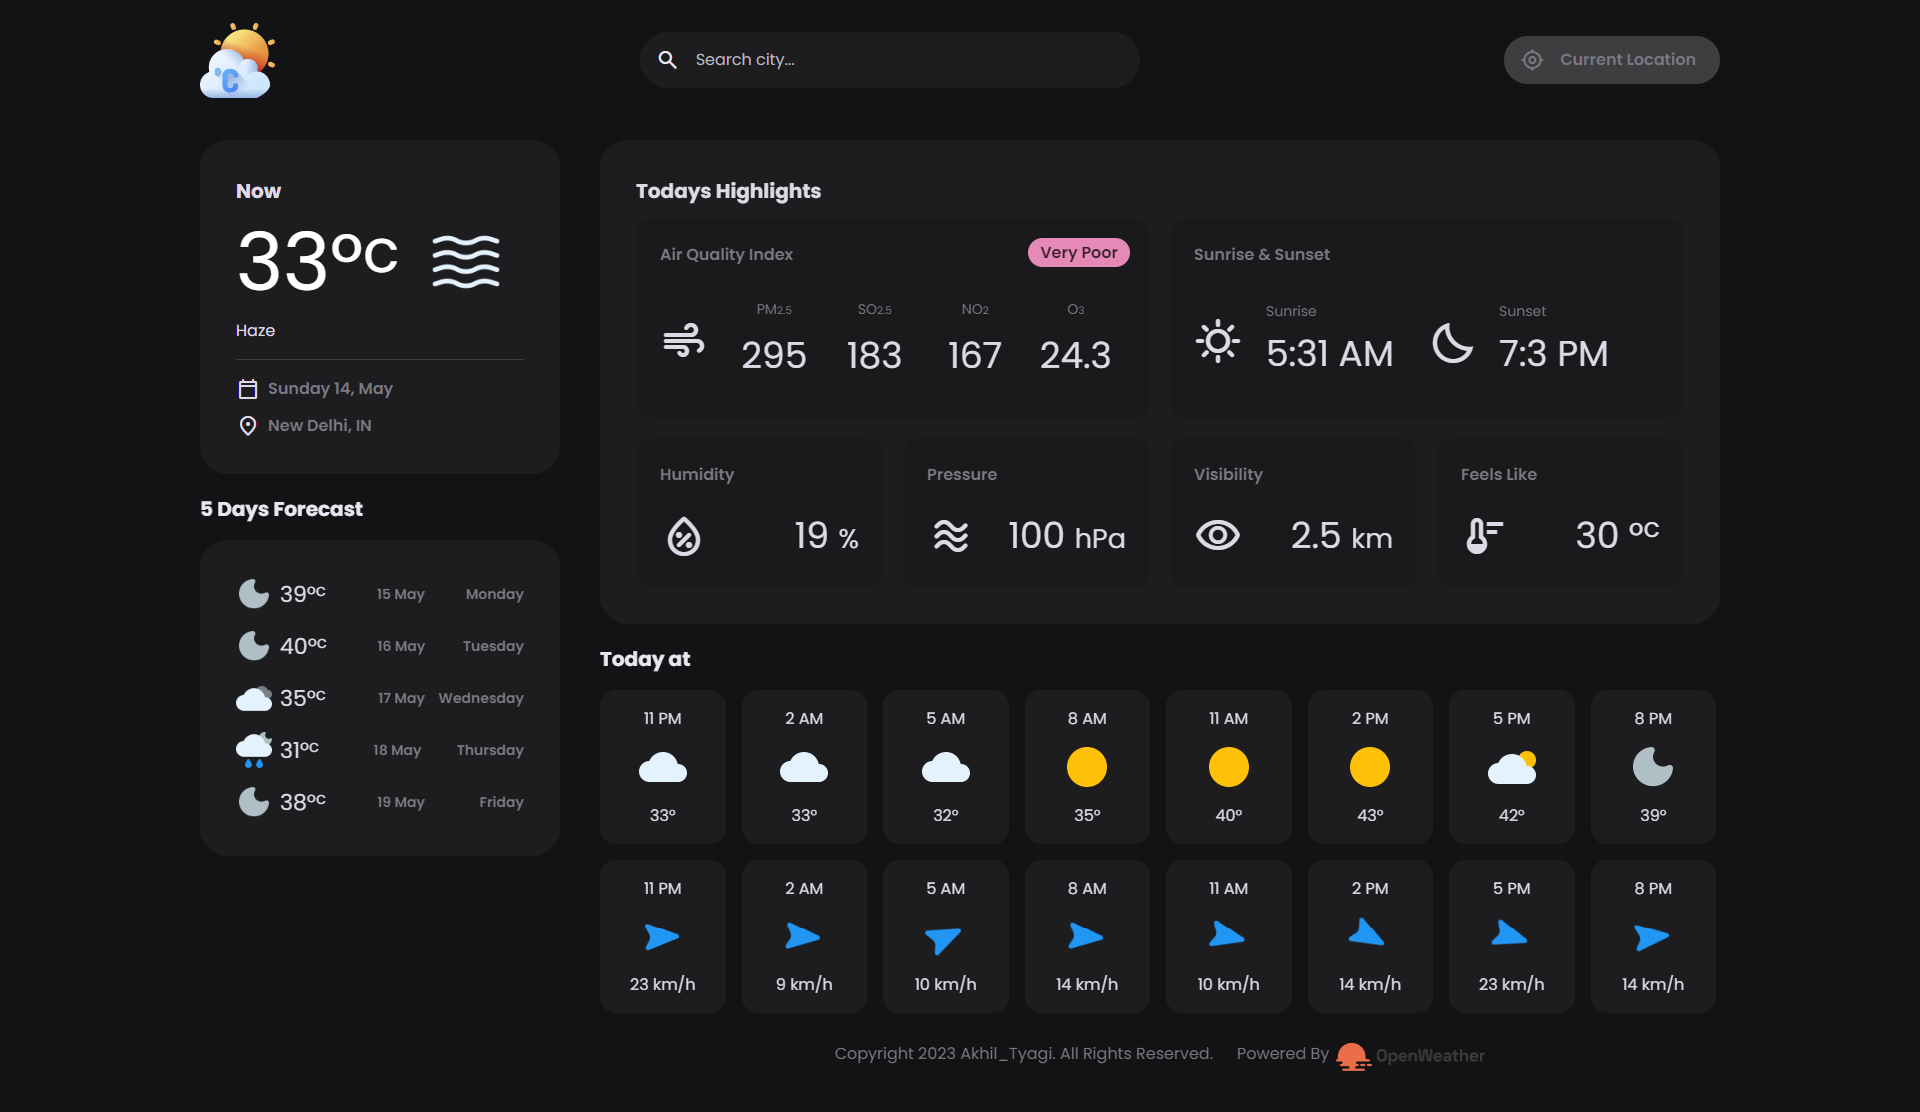 °C
Search city...
Current Location
Now
33°C
Haze
Sunday 14, May
New Delhi, IN
5 Days Forecast
39°C 15 May Monday
40°C 16 May Tuesday
35°C 17 May Wednesday
31°C 18 May Thursday
38°C 19 May Friday
Todays Highlights
Air Quality Index Very Poor
PM2.5 SO2.5 NO2 O3
295 183 167 24.3
Sunrise & Sunset
Sunrise Sunset
5:31 AM 7:3 PM
Humidity
19 %
Pressure
100 hPa
Visibility
2.5 km
Feels Like
30 °C
Today at
11 PM 2 AM 5 AM 8 AM 11 AM 2 PM 5 PM 8 PM
33° 33° 32° 35° 40° 43° 42° 39°
11 PM 2 AM 5 AM 8 AM 11 AM 2 PM 5 PM 8 PM
23 km/h 9 km/h 10 km/h 14 km/h 10 km/h 14 km/h 23 km/h 14 km/h
Copyright 2023 Akhil_Tyagi. All Rights Reserved. Powered By OpenWeather